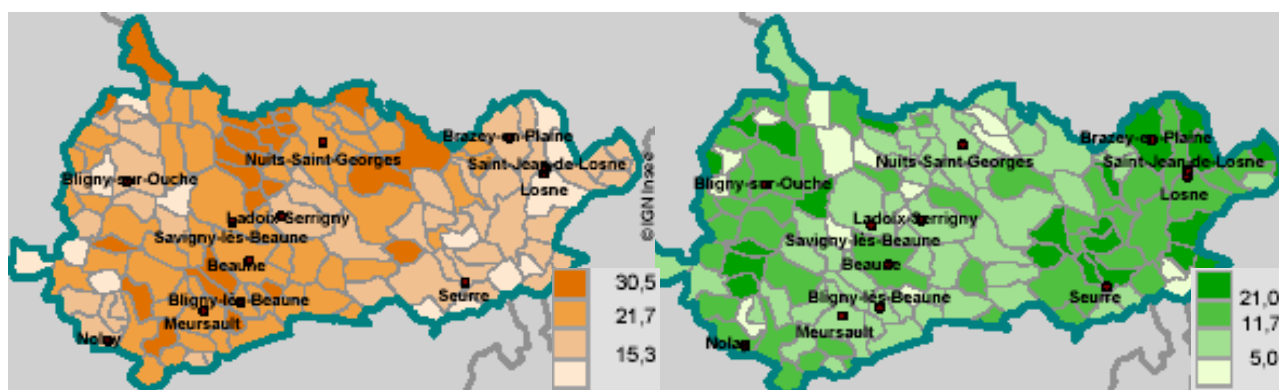 Brazey-en-Plaine
Nuits-Saint-Georges
Saint-Jean-de-Losne
Bligny-sur-Ouche
Losne
Ladoix-Serrigny
Savigny-lès-Beaune
Beaune
Seurre
Bligny-lès-Beaune
Meursault
Nolay
30,5
21,7
15,3
© IGN Insee
Brazey-en-Plaine
Nuits-Saint-Georges
Saint-Jean-de-Losne
Bligny-sur-Ouche
Losne
Ladoix-Serrigny
Savigny-lès-Beaune
Beaune
Seurre
Bligny-lès-Beaune
Meursault
Nolay
21,0
11,7
5,0